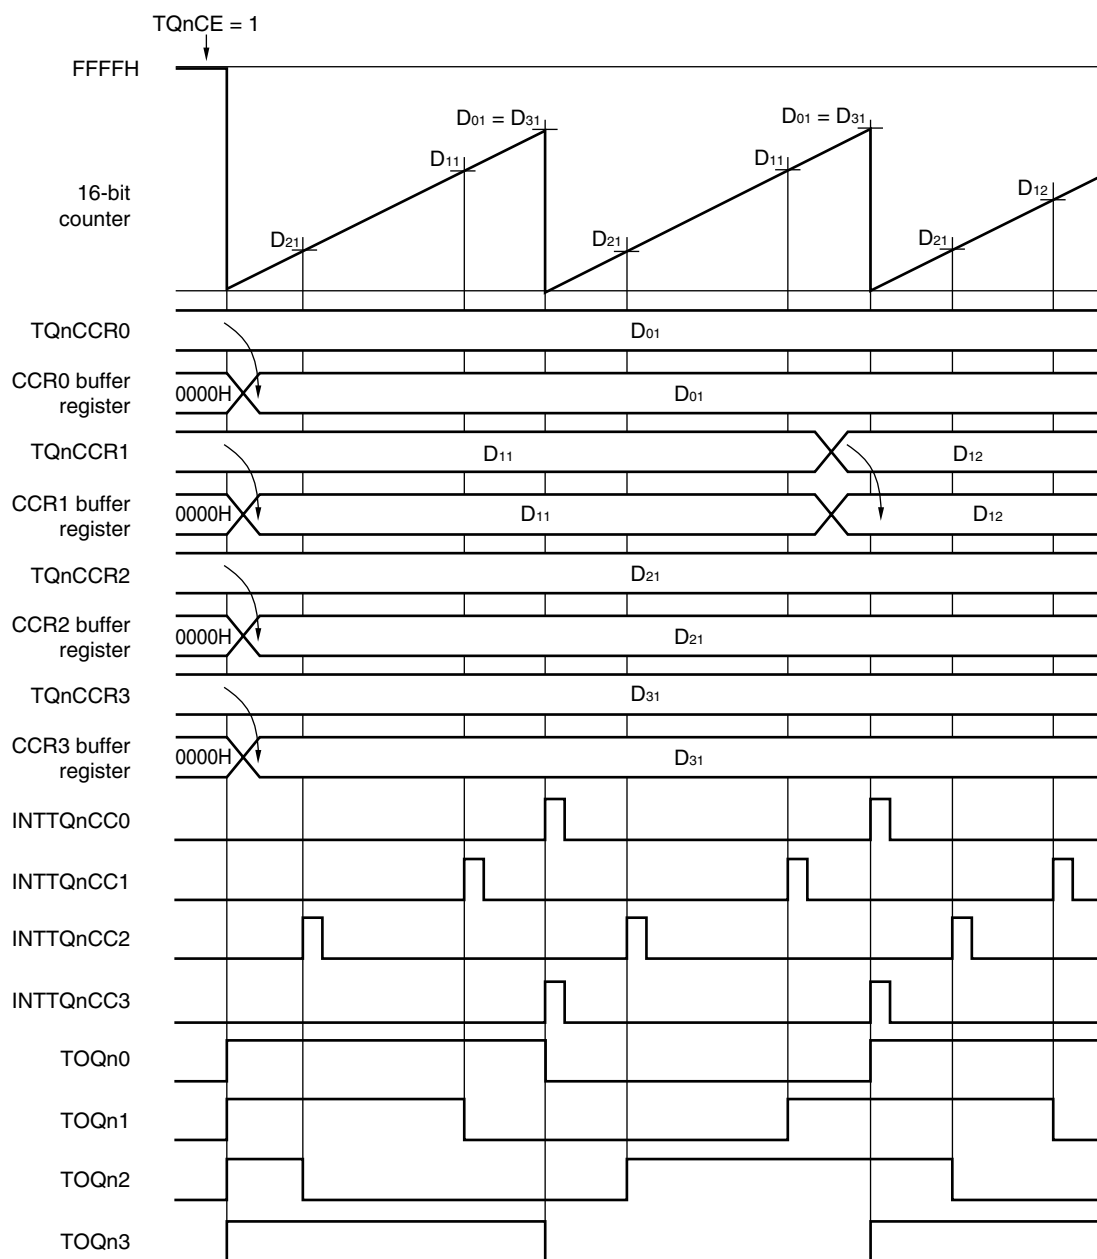 TQnCE = 1
FFFFH
D01 = D31
D01 = D31
D11
D11
16-bit
counter
D12
D21
D21
D21
TQnCCR0
D01
CCR0 buffer
register
0000H
D01
TQnCCR1
D11
D12
CCR1 buffer
register
0000H
D11
D12
TQnCCR2
D21
CCR2 buffer
register
0000H
D21
TQnCCR3
D31
CCR3 buffer
register
0000H
D31
INTTQnCC0
INTTQnCC1
INTTQnCC2
INTTQnCC3
TOQn0
TOQn1
TOQn2
TOQn3